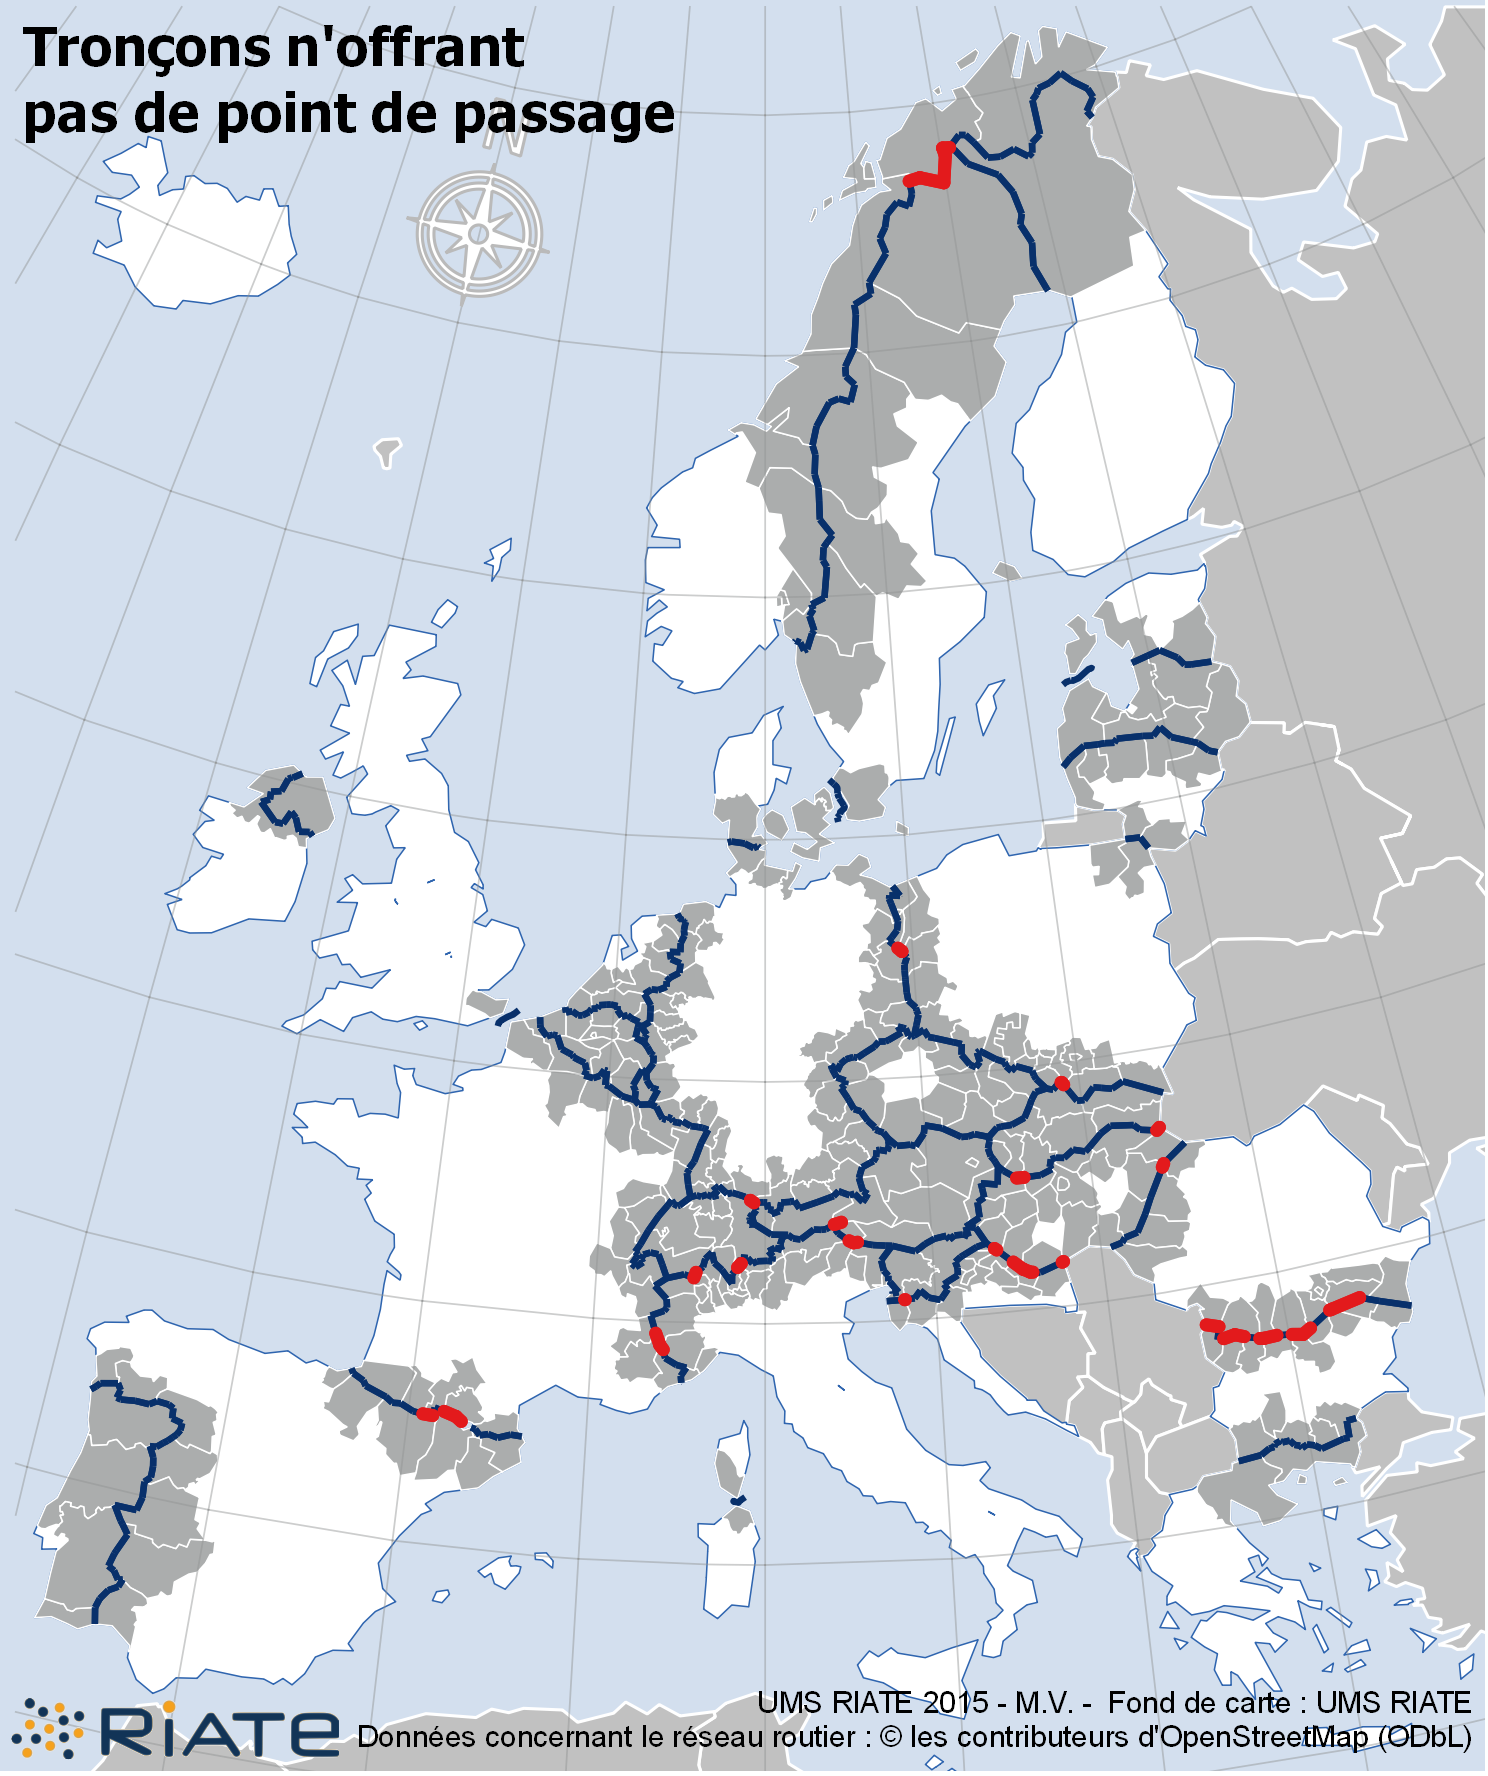 Tronçons n'offrant
pas de point de passage
N
UMS RIATE 2015 - M.V. - Fond de carte : UMS RIATE
RIATE
Données concernant le réseau routier : © les contributeurs d'OpenStreetMap (ODbL)